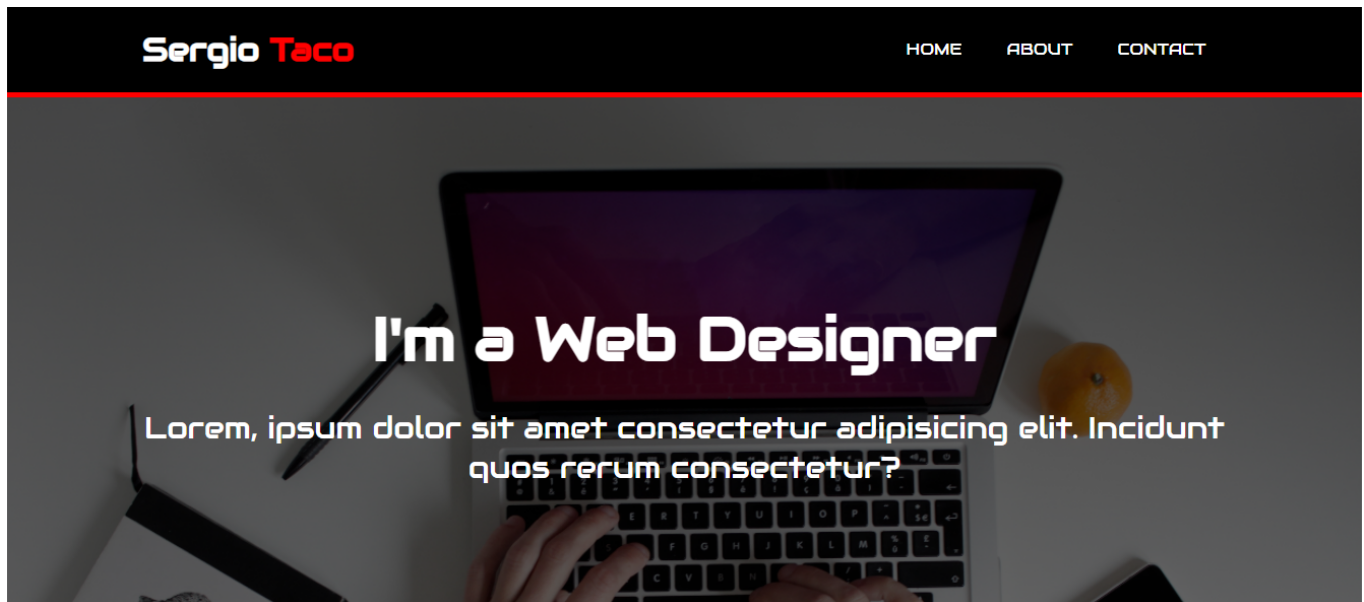 Sergio Taco
HOME ABOUT CONTACT
I'm a Web Designer
Lorem, ipsum dolor sit amet consectetur adipisicing elit. Incidunt
quos rerum consectetur?
E R T Y U I O P
F G H J K L M
C V B N